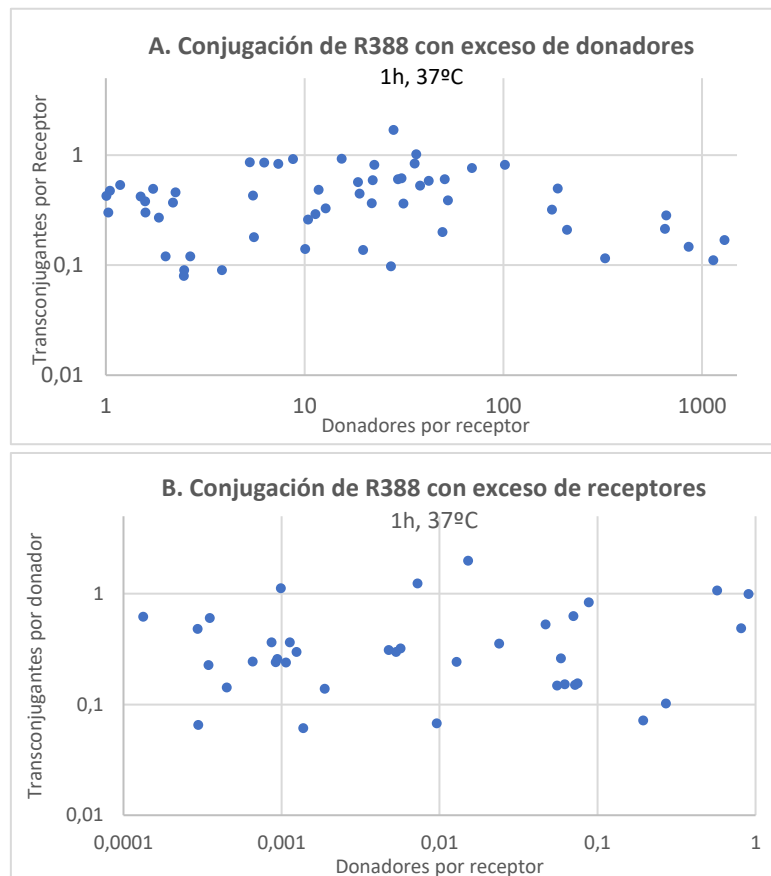 A. Conjugación de R388 con exceso de donadores
1h, 37ºC
Transconjugantes por Receptor
1
0,1
0,01
1
10
100
1000
Donadores por receptor
B. Conjugación de R388 con exceso de receptores
1h, 37ºC
Transconjugantes por donador
1
0,1
0,01
0,0001
0,001
0,01
0,1
1
Donadores por receptor